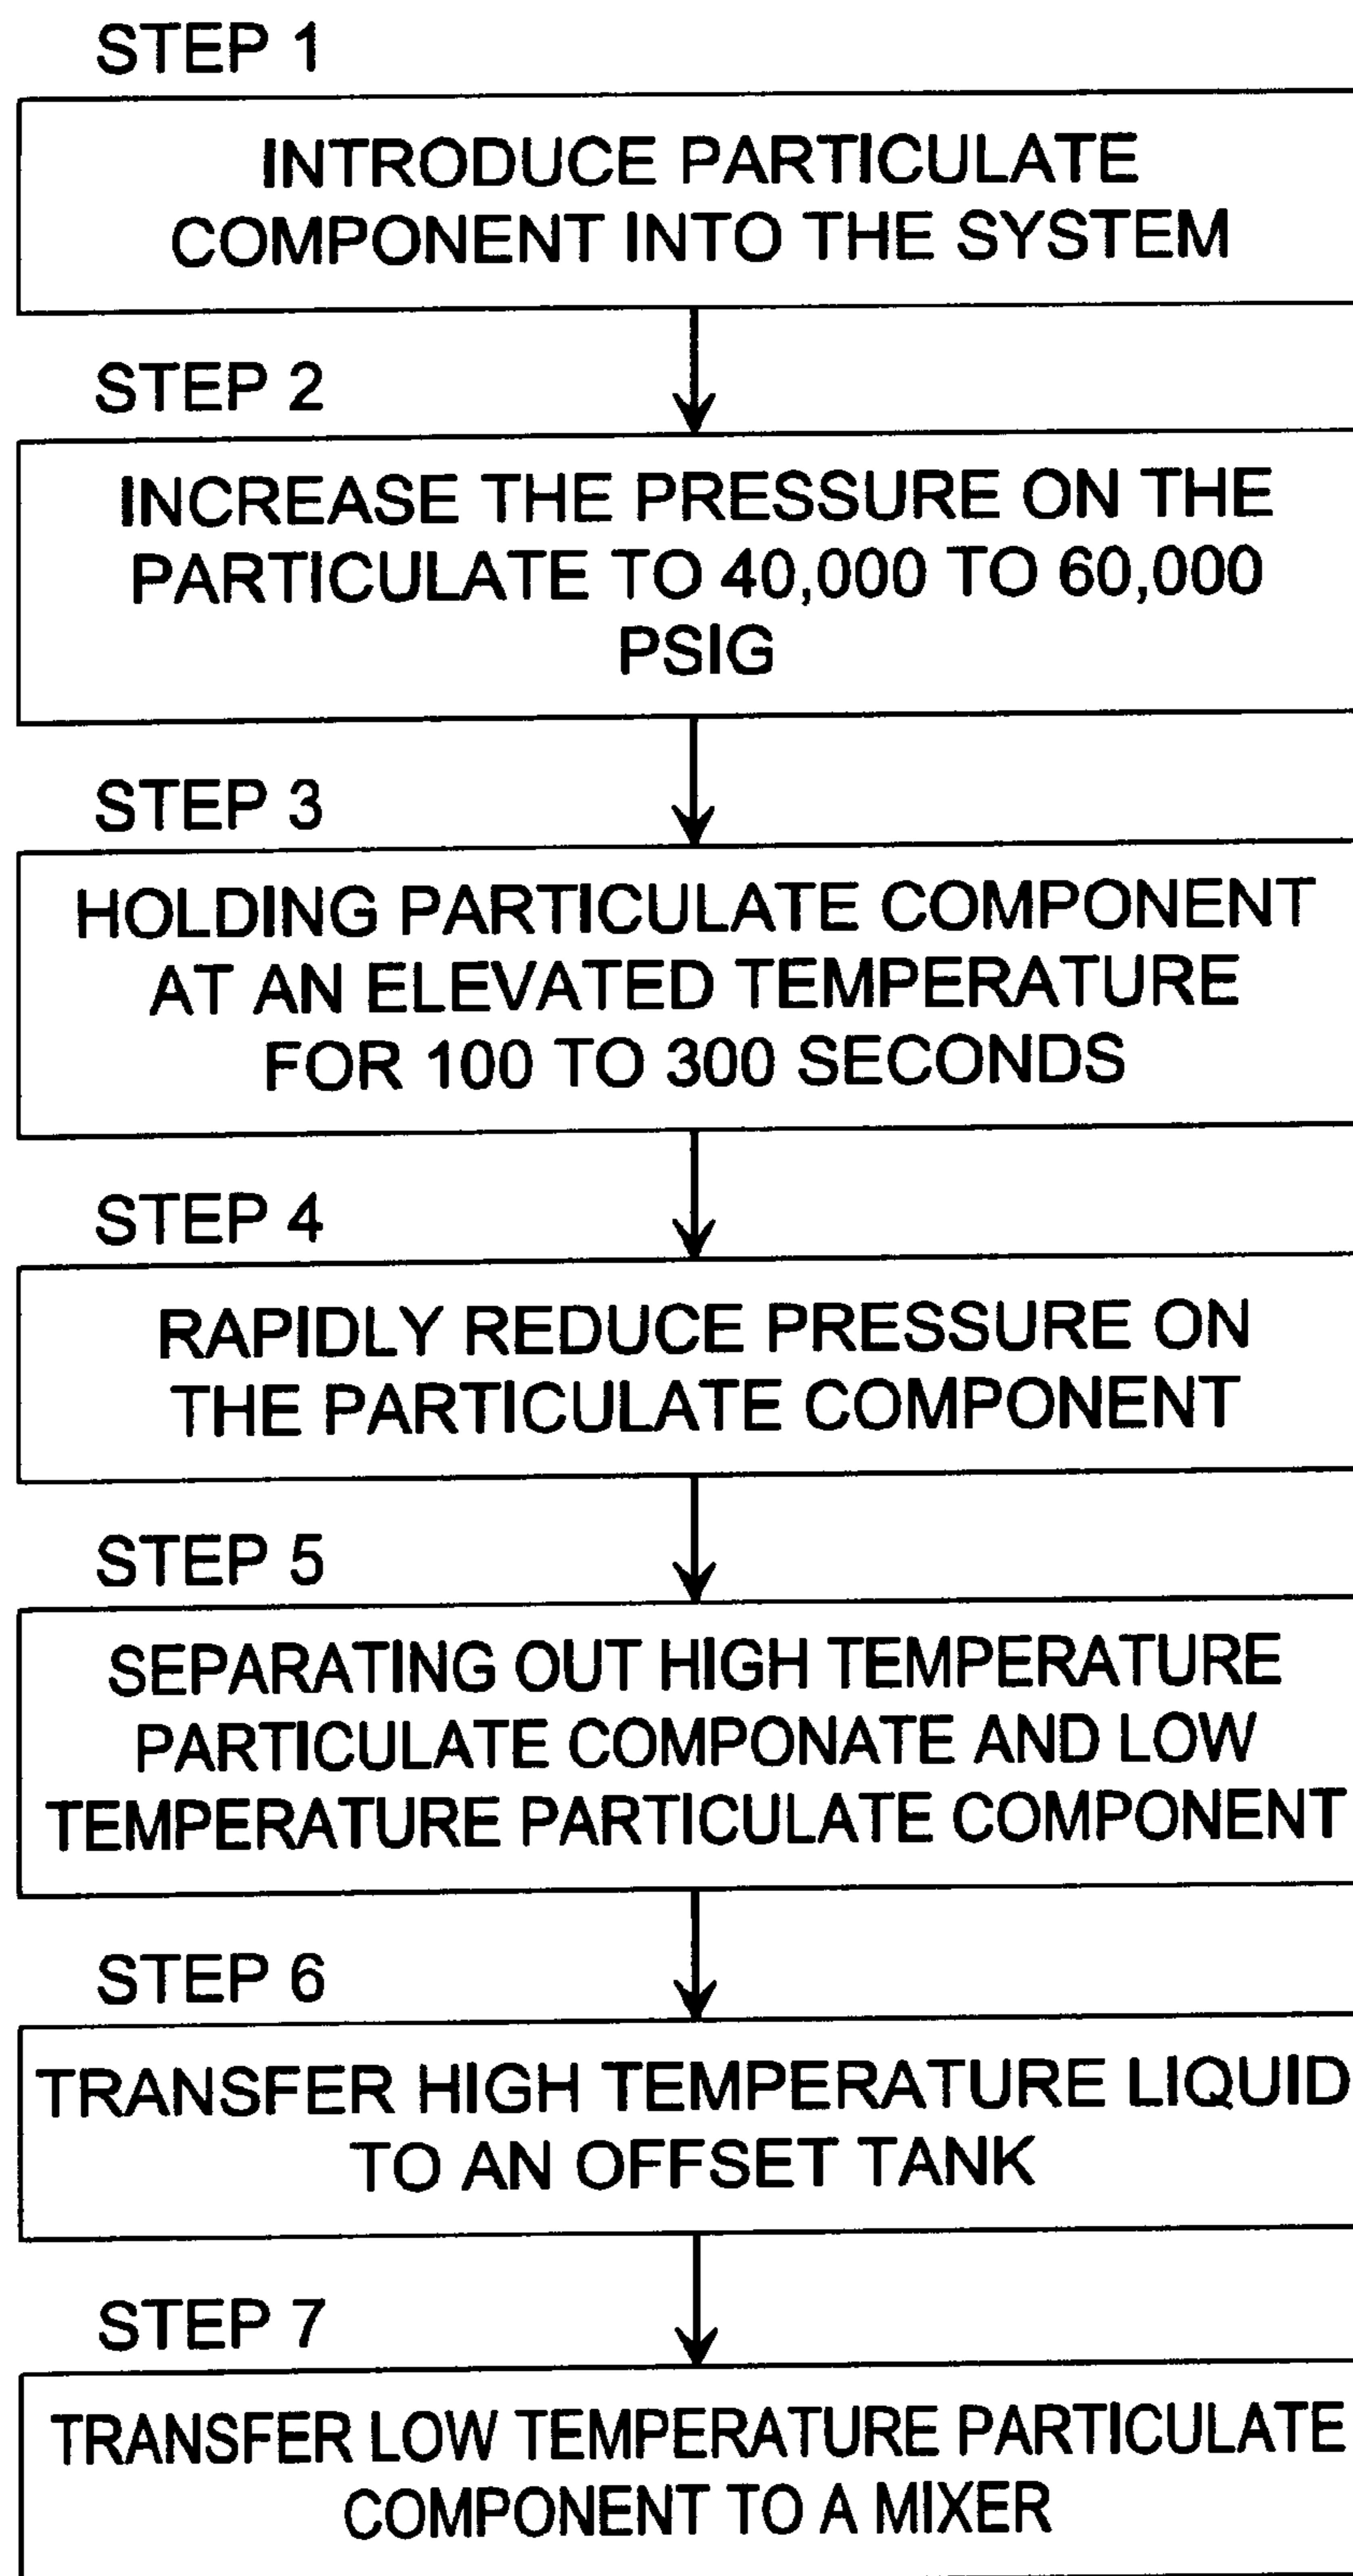 STEP 1
INTRODUCE PARTICULATE
COMPONENT INTO THE SYSTEM
STEP 2
INCREASE THE PRESSURE ON THE
PARTICULATE TO 40,000 TO 60,000
PSIG
STEP 3
HOLDING PARTICULATE COMPONENT
AT AN ELEVATED TEMPERATURE
FOR 100 TO 300 SECONDS
STEP 4
RAPIDLY REDUCE PRESSURE ON
THE PARTICULATE COMPONENT
STEP 5
SEPARATING OUT HIGH TEMPERATURE
PARTICULATE COMPONATE AND LOW
TEMPERATURE PARTICULATE COMPONENT
STEP 6
TRANSFER HIGH TEMPERATURE LIQUID
TO AN OFFSET TANK
STEP 7
TRANSFER LOW TEMPERATURE PARTICULATE
COMPONENT TO A MIXER